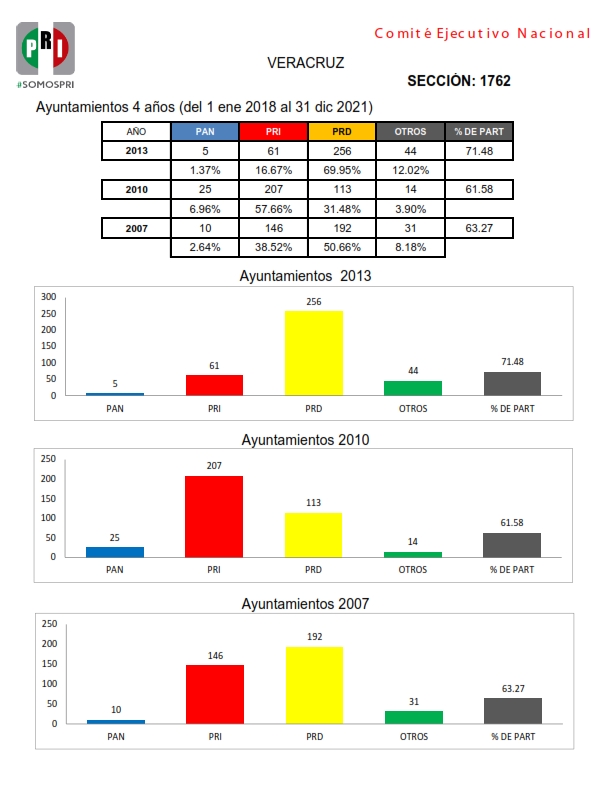 Comité Ejecutivo Nacional
PRI
#SOMOSPRI
VERACRUZ
SECCIÓN: 1762
Ayuntamientos 4 años (del 1 ene 2018 al 31 dic 2021)
AÑO PAN PRI PRD OTROS % DE PART
2013 5 61 256 44 71.48
1.37% 16.67% 69.95% 12.02%
2010 25 207 113 14 61.58
6.96% 57.66% 31.48% 3.90%
2007 10 146 192 31 63.27
2.64% 38.52% 50.66% 8.18%
Ayuntamientos 2013
300
250
200
150
100
50
0
5 61 256 44 71.48
PAN PRI PRD OTROS % DE PART
Ayuntamientos 2010
250
200
150
100
50
0
25 207 113 14 61.58
PAN PRI PRD OTROS % DE PART
Ayuntamientos 2007
250
200
150
100
50
0
10 146 192 31 63.27
PAN PRI PRD OTROS % DE PART